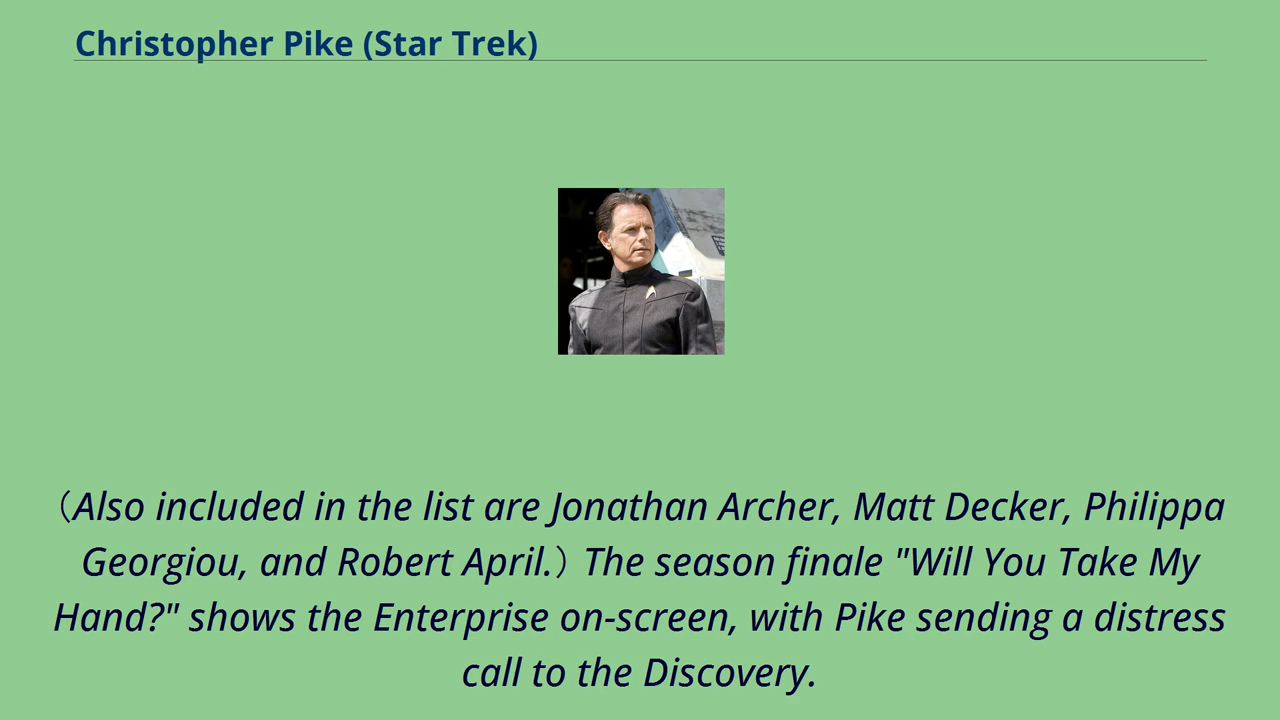 Christopher Pike (Star Trek)
（Also included in the list are Jonathan Archer, Matt Decker, Philippa
Georgiou, and Robert April.）The season finale "Will You Take My
Hand?" shows the Enterprise on-screen, with Pike sending a distress
call to the Discovery.